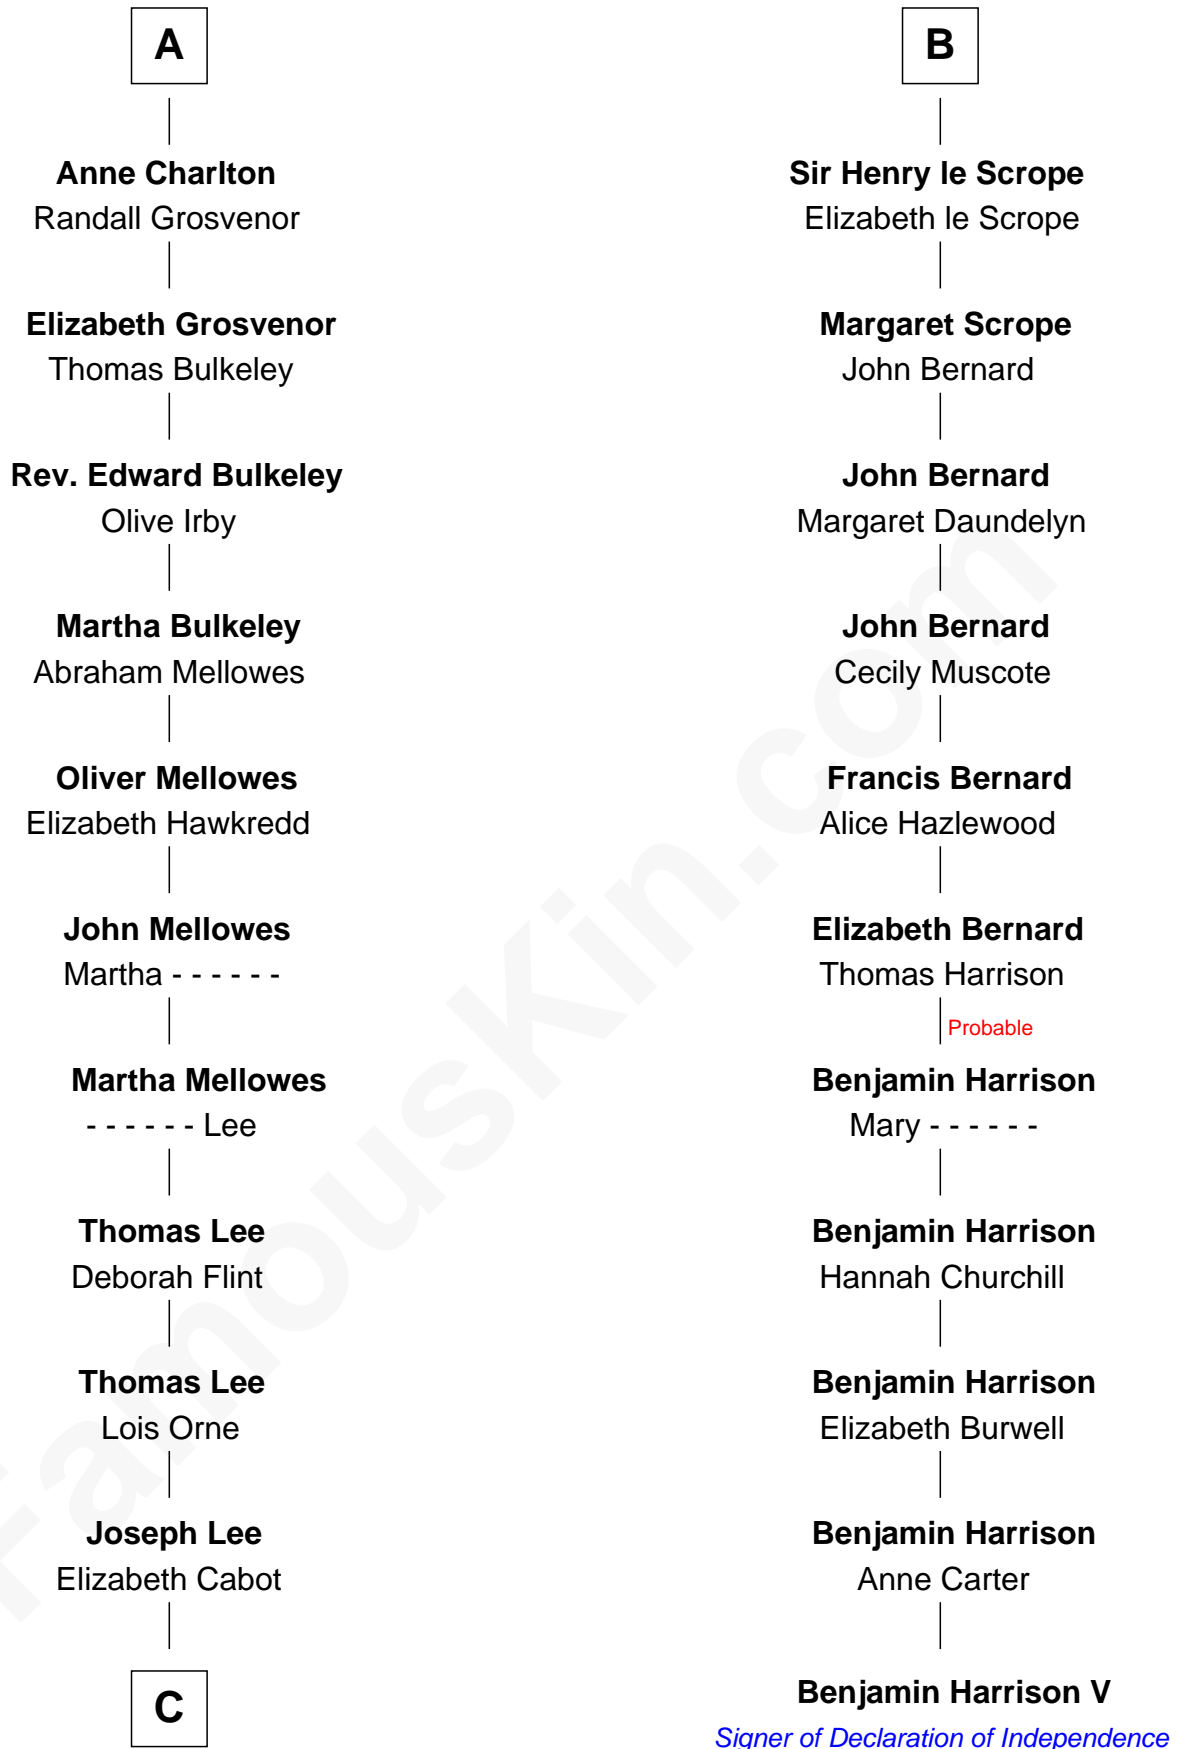 A
Anne Charlton
Randall Grosvenor
Elizabeth Grosvenor
Thomas Bulkeley
Rev. Edward Bulkeley
Olive Irby
Martha Bulkeley
Abraham Mellowes
Oliver Mellowes
Elizabeth Hawkredd
John Mellowes
Martha - - - - - -
Martha Mellowes
- - - - - - Lee
Thomas Lee
Deborah Flint
Thomas Lee
Lois Orne
Joseph Lee
Elizabeth Cabot
C
B
Sir Henry le Scrope
Elizabeth le Scrope
Margaret Scrope
John Bernard
John Bernard
Margaret Daundelyn
John Bernard
Cecily Muscote
Francis Bernard
Alice Hazlewood
Elizabeth Bernard
Thomas Harrison
Probable
Benjamin Harrison
Mary - - - - - -
Benjamin Harrison
Hannah Churchill
Benjamin Harrison
Elizabeth Burwell
Benjamin Harrison
Anne Carter
Benjamin Harrison V
Signer of Declaration of Independence
FamousKin.com